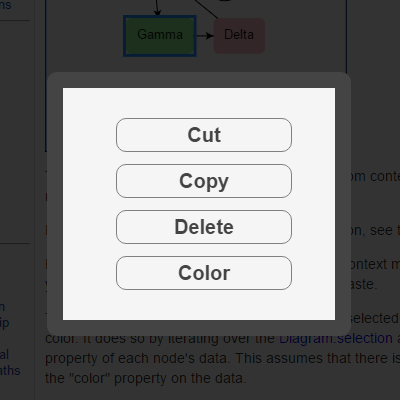 ns
Gamma
Delta
Cut
Copy
Delete
Color
om conte
on, see t
ontext m
aste.
selected
color. It does so by iterating over the Diagram.selection a
property of each node's data. This assumes that there is
the "color" property on the data.
n
ip
al
aths